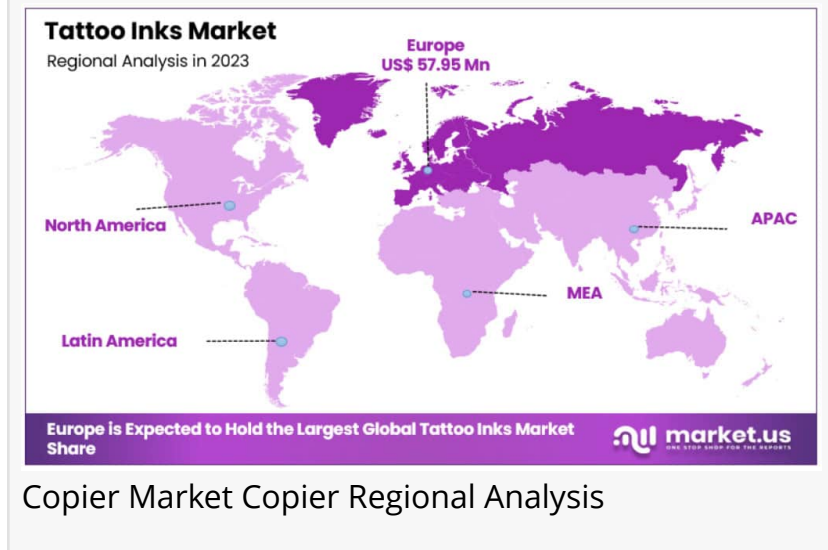 Tattoo Inks Market
Regional Analysis in 2023
Europe
US$ 57.95 Mn
North America
APAC
MEA
Latin America
Europe is Expected to Hold the Largest Global Tattoo Inks Market
Share
market.us
ONE STOP SHOP FOR THE REPORTS
Copier Market Copier Regional Analysis